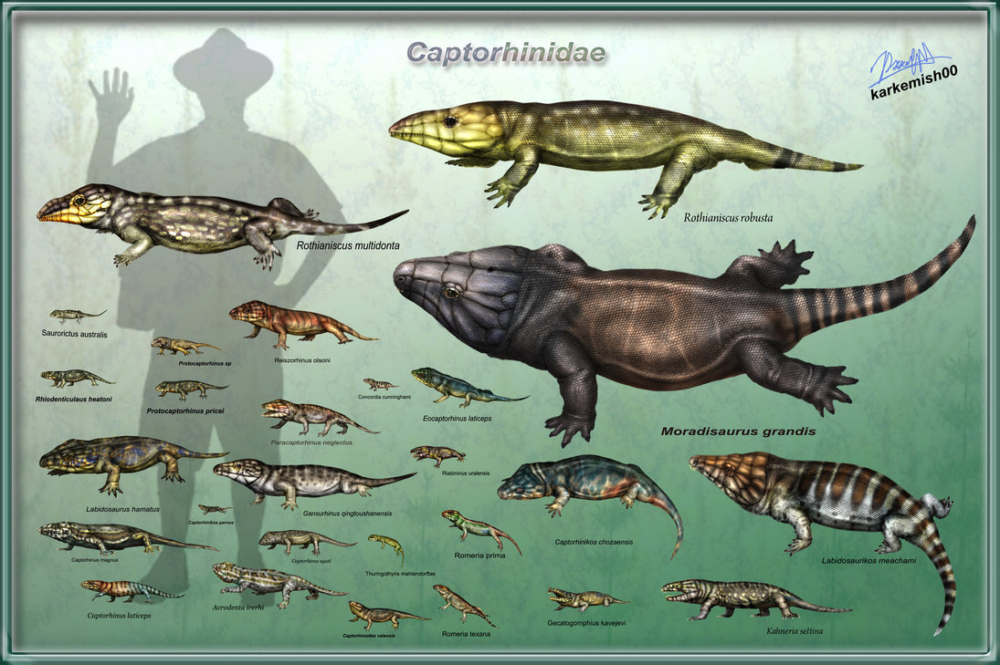 Captorhinidae
karkemish00
Rothianiscus robusta
Rothianiscus multidonta
Saurorictus australis
Protocaptorhinus sp
Reiszorhinus olsoni
Rhiodenticulaus heatoni
Protocaptorhinus pricei
Concordia cunninghami
Eocaptorhinus laticeps
Moradisaurus grandis
Paracaptorhinus neglectus
Riabininus uralensis
Labidosaurus hamatus
Gansurhinus qingtoushanensis
Captorhinikos parvus
Captorhinikos chozaensis
Labidosaurikos meachami
Captorhinus magnus
Captorhinus aguti
Thuringothyris mahlendorffae
Romeria prima
Captorhinus laticeps
Acrodenta irerhi
Captorhinoides valensis
Romeria texana
Gecatogomphius kavejevi
Kahneria seltina